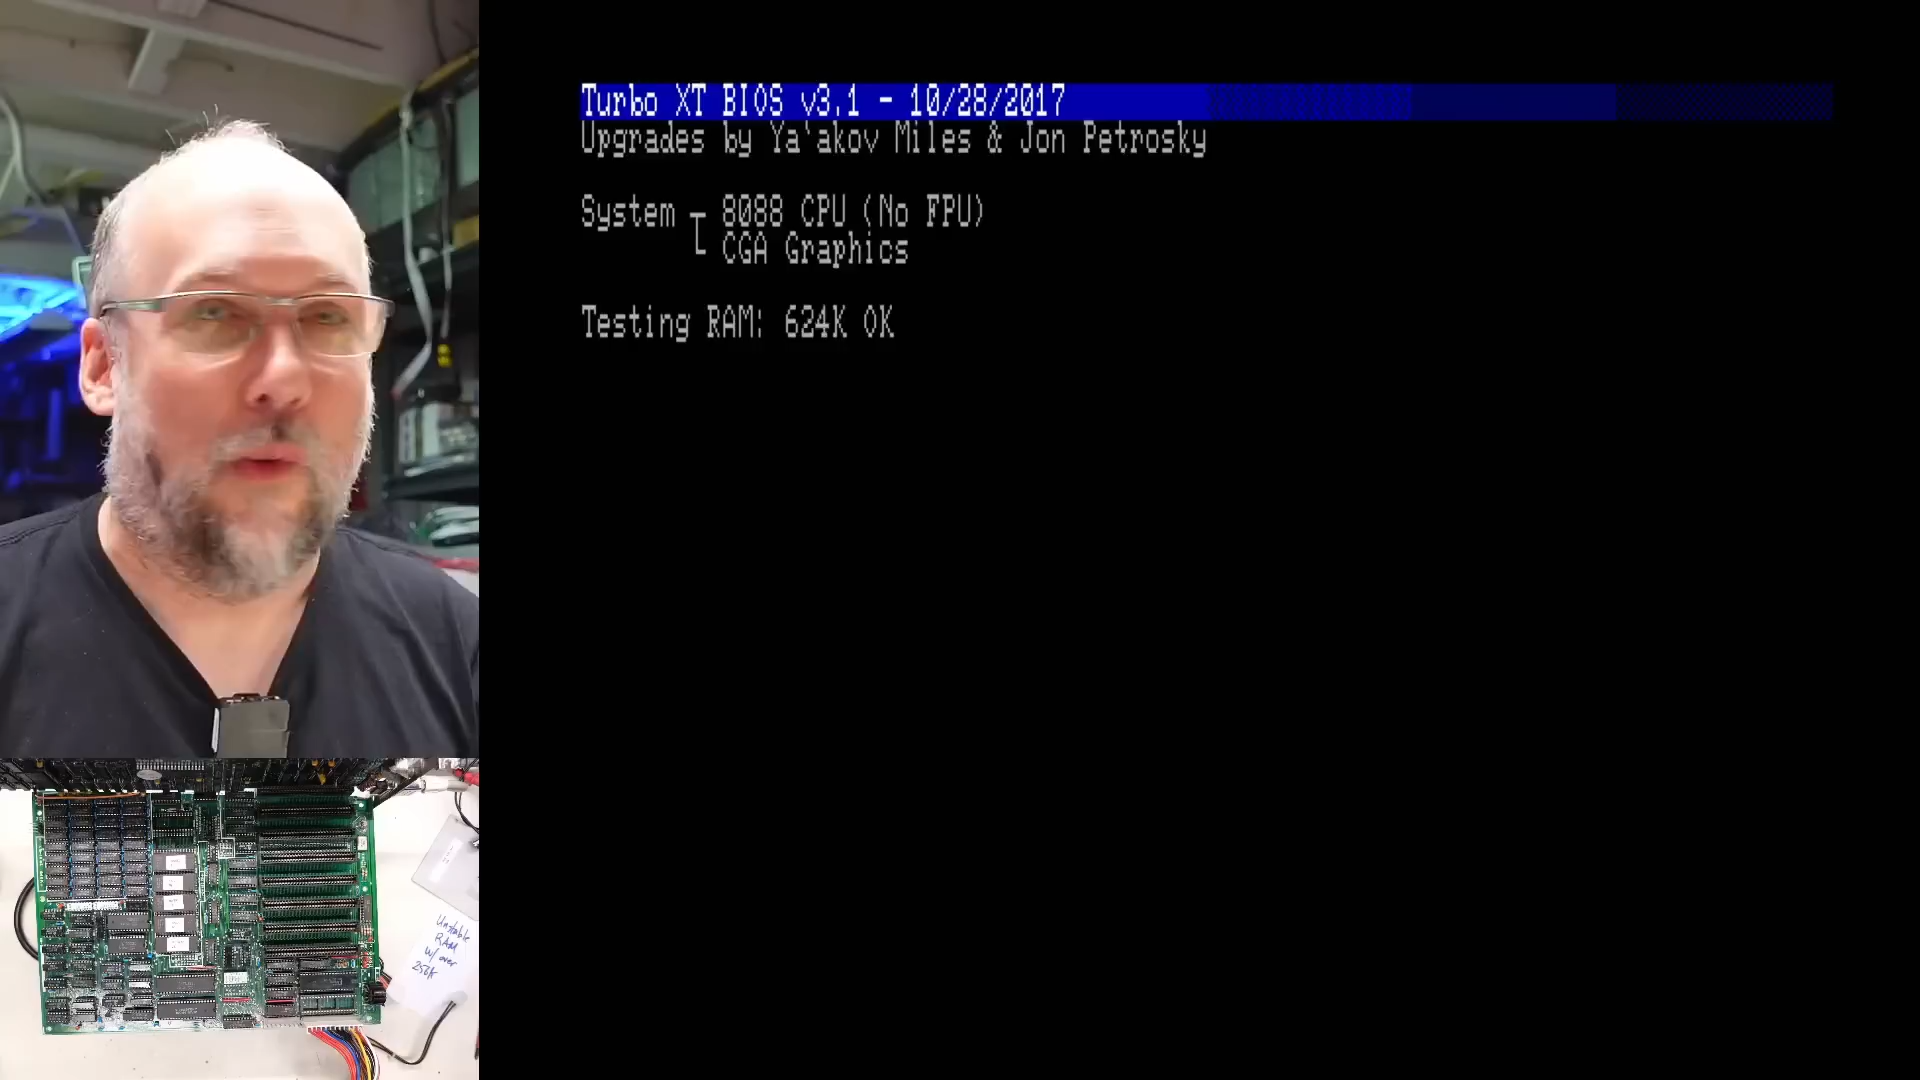 Turbo XT BIOS v3.1 - 10/28/2017
Upgrades by Ya'akov Miles & Jon Petrosky
System 8088 CPU (No FPU)
CGA Graphics
Testing RAM: 624K OK
Unstable
RAM
w/ over
256K